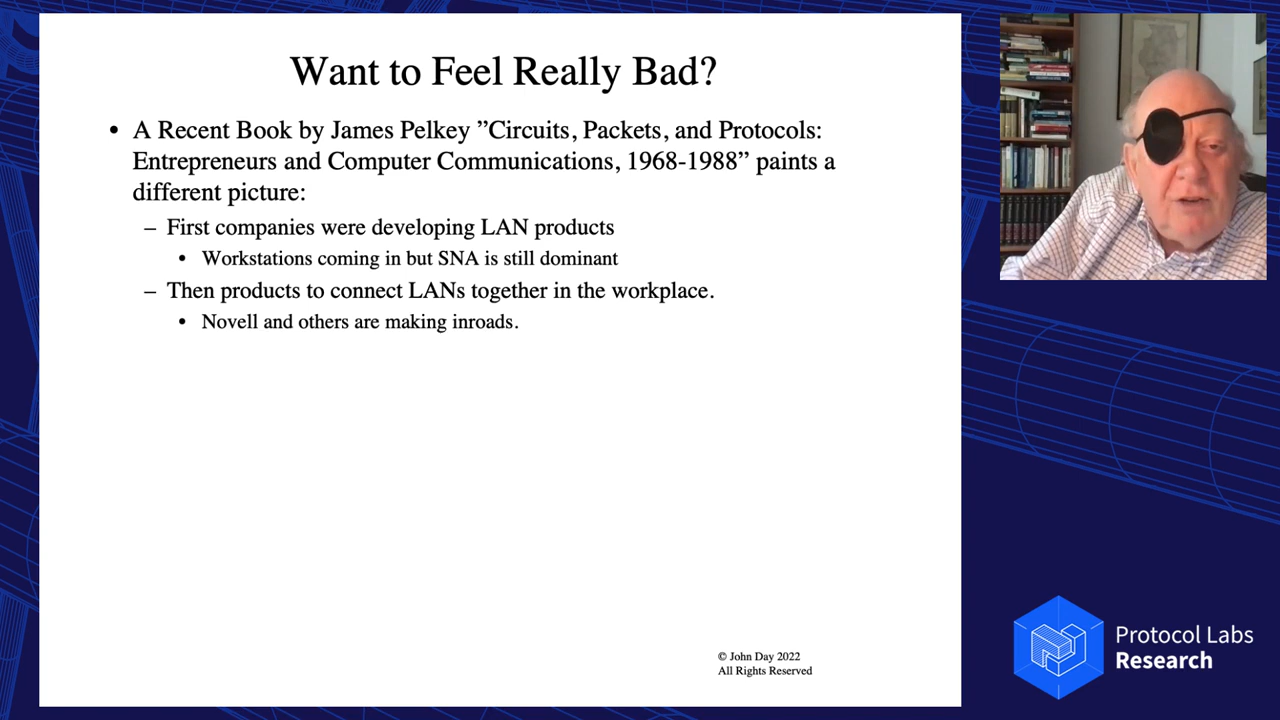 Want to Feel Really Bad?
• A Recent Book by James Pelkey ”Circuits, Packets, and Protocols:
Entrepreneurs and Computer Communications, 1968-1988” paints a
different picture:
– First companies were developing LAN products
• Workstations coming in but SNA is still dominant
– Then products to connect LANs together in the workplace.
• Novell and others are making inroads.
© John Day 2022
All Rights Reserved
Protocol Labs
Research